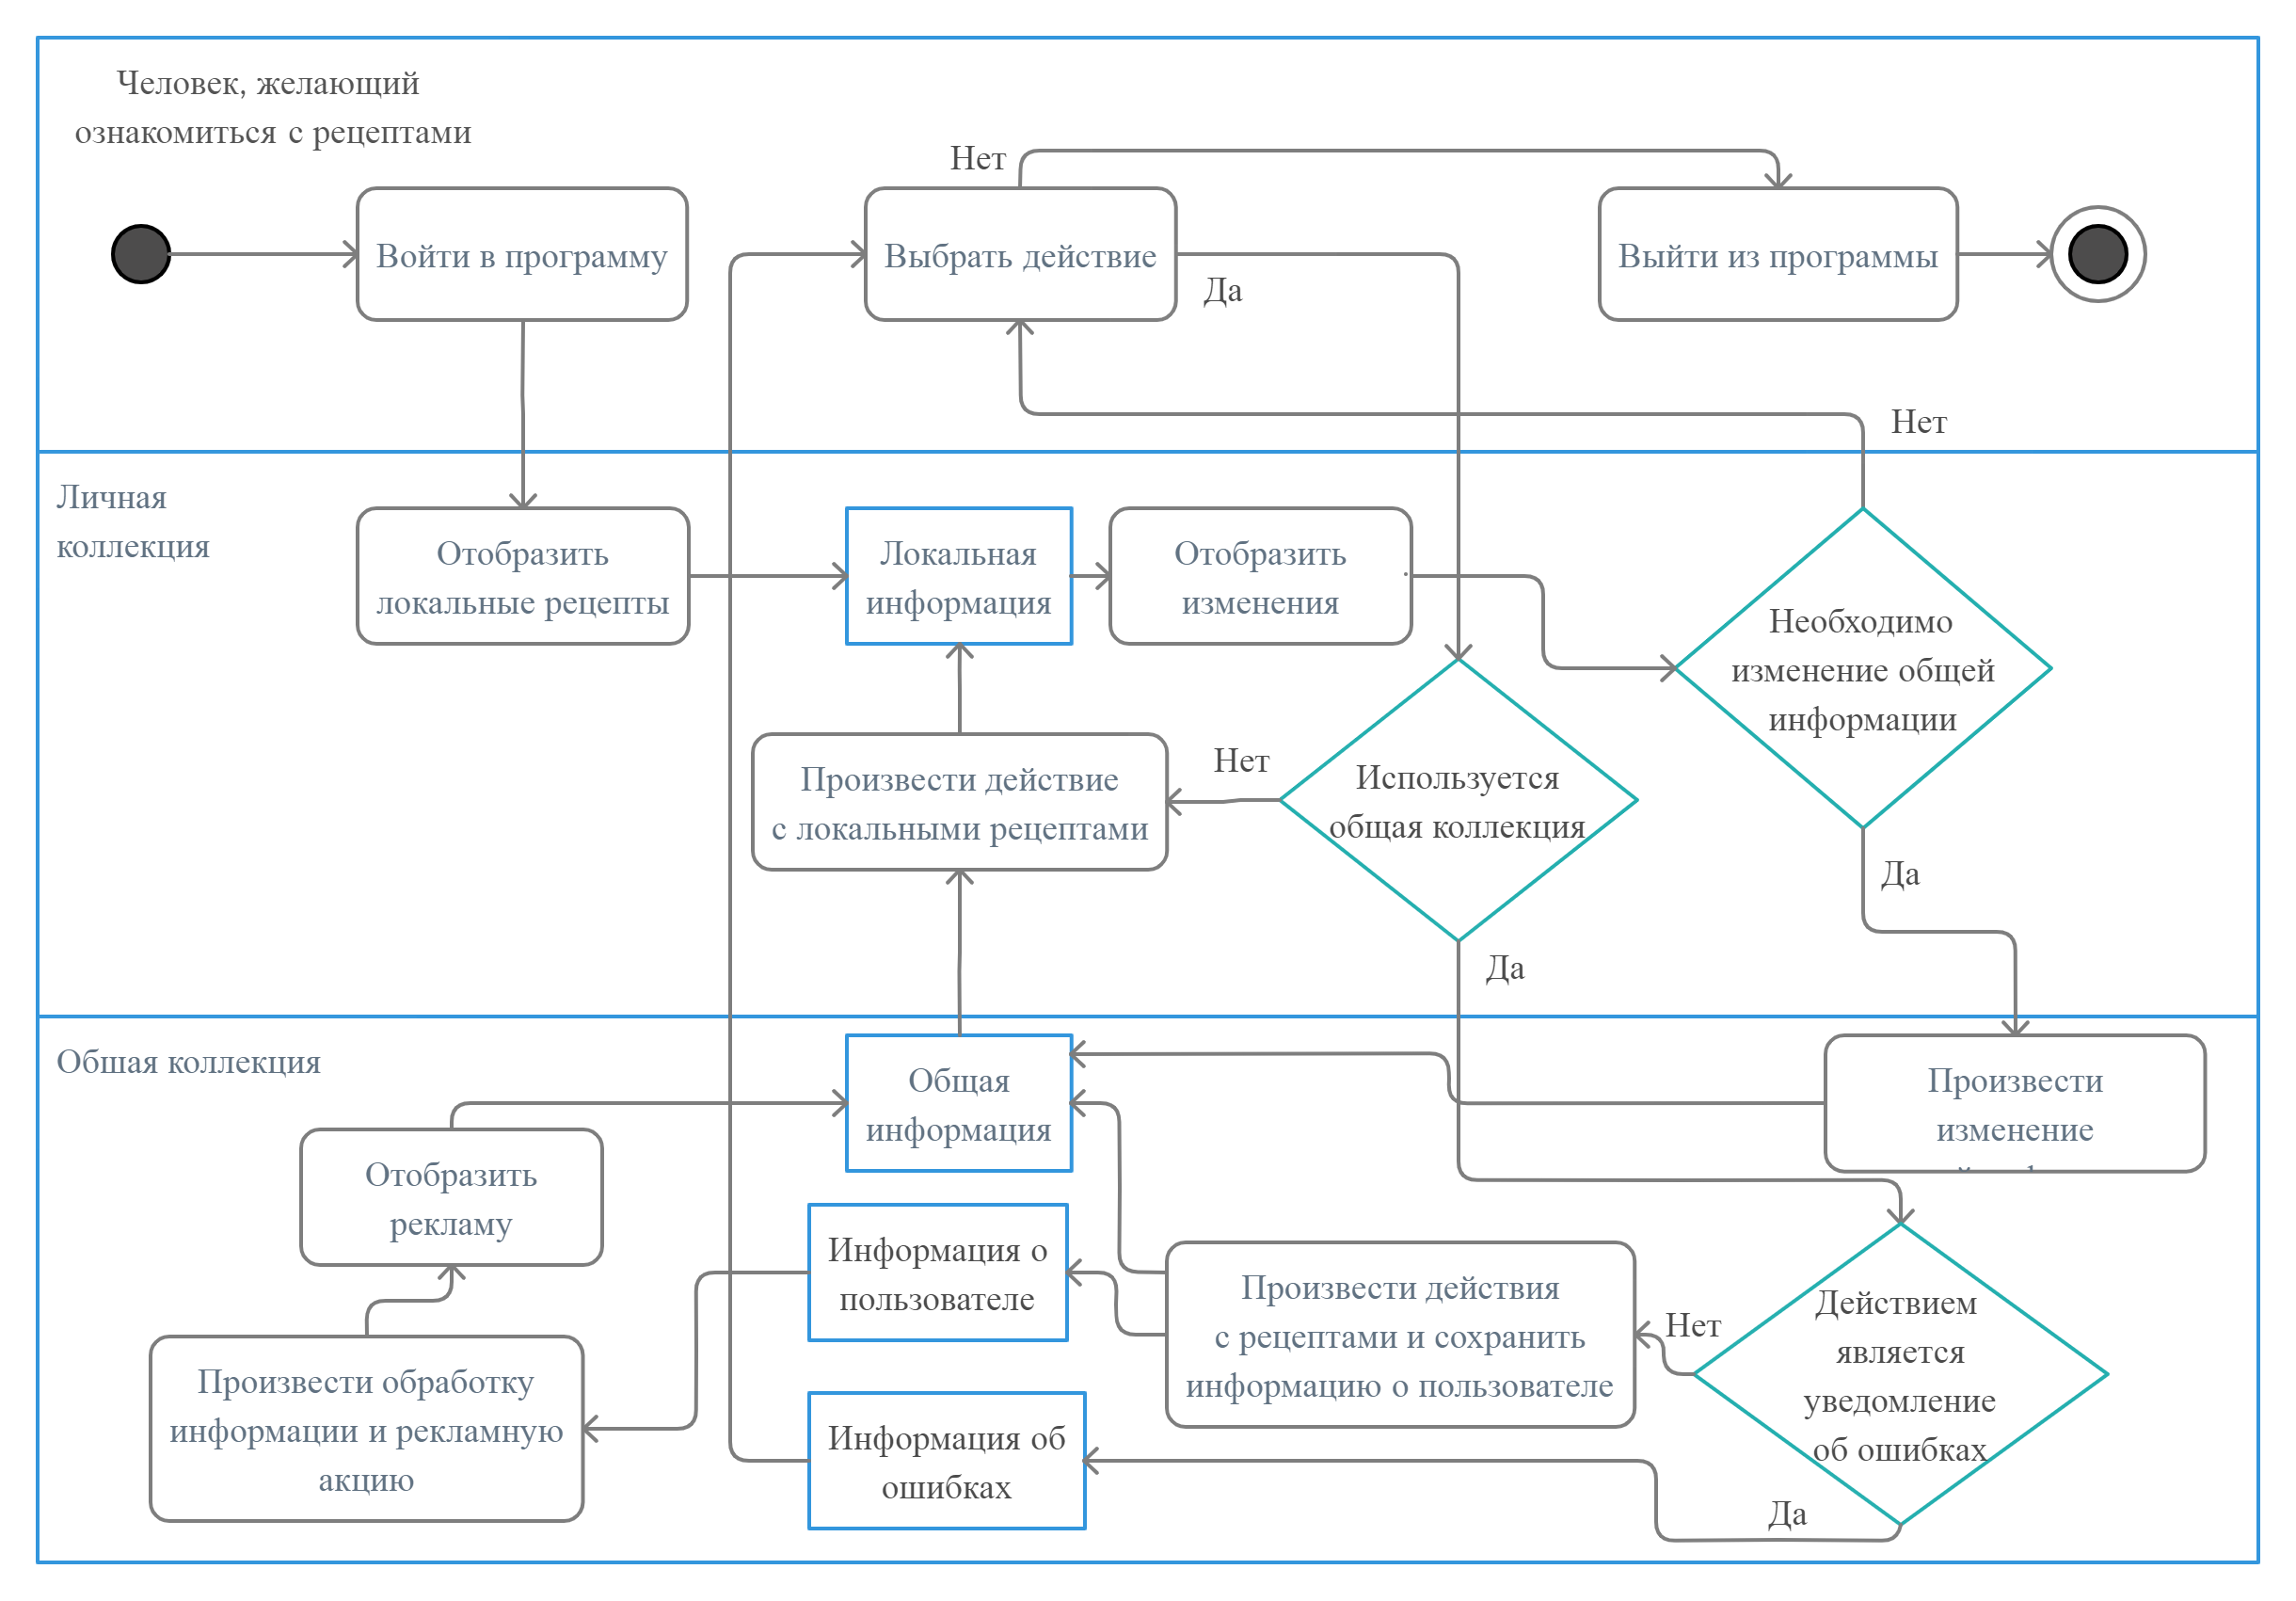 Человек, желающий
ознакомиться с рецептами
Нет
Войти в программу
Выбрать действие
Да
Выйти из программы
Нет
Личная
коллекция
Отобразить
локальные рецепты
Локальная
информация
Отобразить
изменения
Необходимо
изменение общей
информации
Произвести действие
с локальными рецептами
Нет
Используется
общая коллекция
Да
Да
Обшая коллекция
Общая
информация
Произвести
изменение
Отобразить
рекламу
Информация о
пользователе
Произвести действия
с рецептами и сохранить
информацию о пользователе
Нет
Действием
является
уведомление
об ошибках
Произвести обработку
информации и рекламную
акцию
Информация об
ошибках
Да